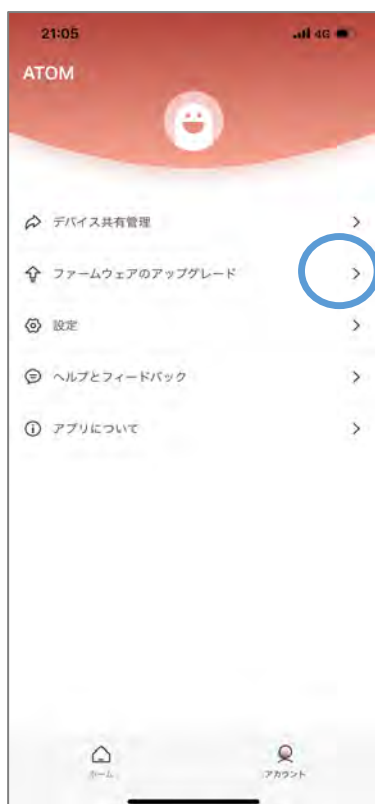 21:05
4G
ATOM
デバイス共有管理
ファームウェアのアップグレード
設定
ヘルプとフィードバック
アプリについて
ホーム
アカウント